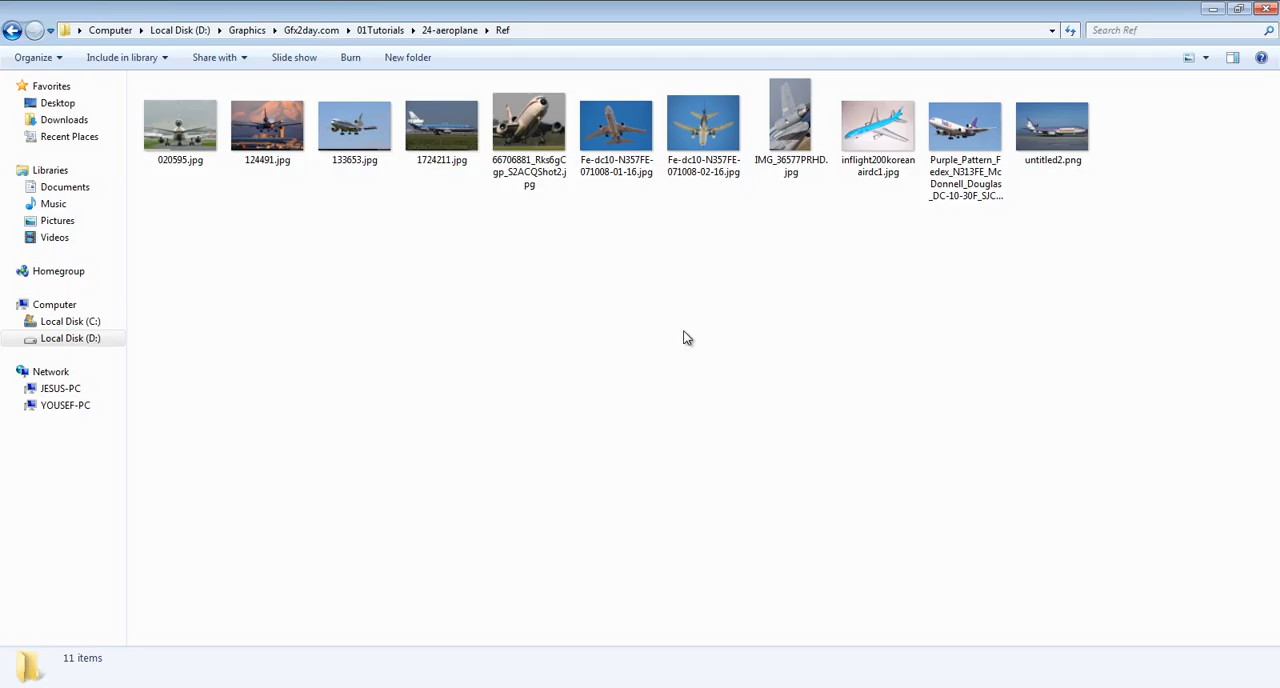 Computer Local Disk (D:) Graphics Gfx2day.com 01Tutorials 24-aeroplane Ref
Search Ref
Organize Include in library Share with Slide show Burn New folder
Favorites
Desktop
Downloads
Recent Places
Libraries
Documents
Music
Pictures
Videos
Homegroup
Computer
Local Disk (C:)
Local Disk (D:)
Network
JESUS-PC
YOUSEF-PC
020595.jpg
124491.jpg
133653.jpg
1724211.jpg
66706881_Rks6gC
gp_S2ACQShot2.j
pg
Fe-dc10-N357FE-
071008-01-16.jpg
Fe-dc10-N357FE-
071008-02-16.jpg
IMG_36577PRHD.
jpg
inflight200korean
airdc1.jpg
Purple_Pattern_F
edex_N313FE_Mc
Donnell_Douglas
_DC-10-30F_SJC...
untitled2.png
11 items